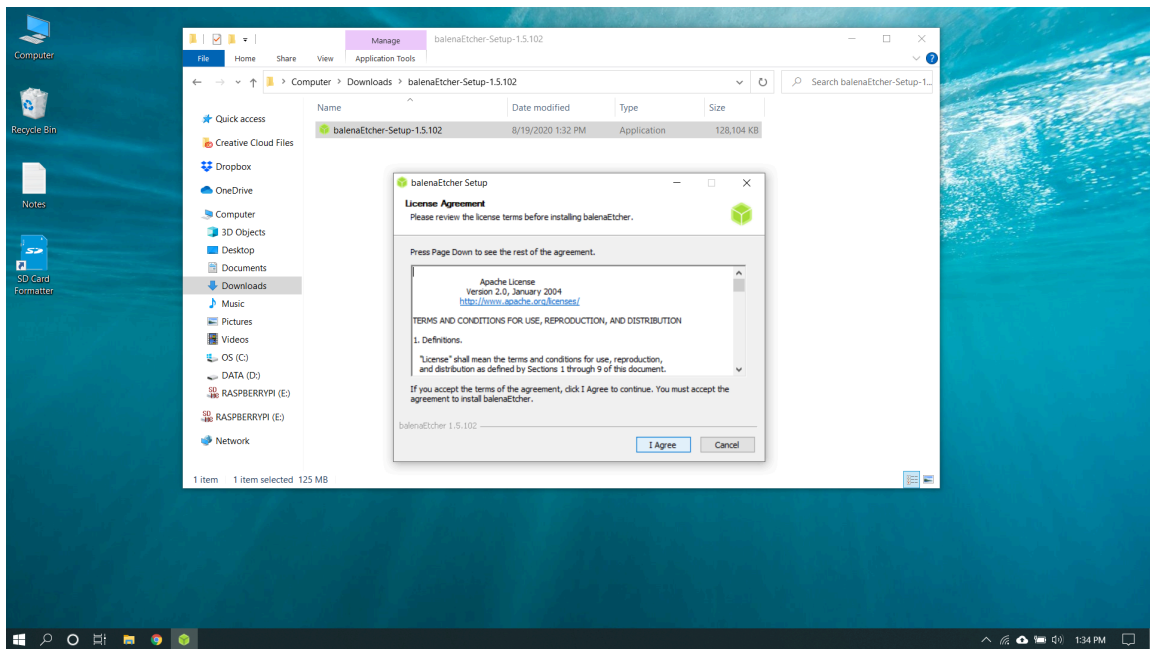 Computer
Recycle Bin
Notes
SD Card
Formatter
Manage
balenaEtcher-Setup-1.5.102
File
Home
Share
View
Application Tools
Computer > Downloads > balenaEtcher-Setup-1.5.102
Search balenaEtcher-Setup-1...
Name
Date modified
Type
Size
balenaEtcher-Setup-1.5.102
8/19/2020 1:32 PM
Application
128,104 KB
Quick access
Creative Cloud Files
Dropbox
OneDrive
Computer
3D Objects
Desktop
Documents
Downloads
Music
Pictures
Videos
OS (C:)
DATA (D:)
RASPBERRYPI (E:)
RASPBERRYPI (E:)
Network
1 item
1 item selected 125 MB
balenaEtcher Setup
License Agreement
Please review the license terms before installing balenaEtcher.
Press Page Down to see the rest of the agreement.
Apache License
Version 2.0, January 2004
http://www.apache.org/licenses/
TERMS AND CONDITIONS FOR USE, REPRODUCTION, AND DISTRIBUTION
1. Definitions.
"License" shall mean the terms and conditions for use, reproduction,
and distribution as defined by Sections 1 through 9 of this document.
If you accept the terms of the agreement, click I Agree to continue. You must accept the
agreement to install balenaEtcher.
balenaEtcher 1.5.102
I Agree
Cancel
1:34 PM